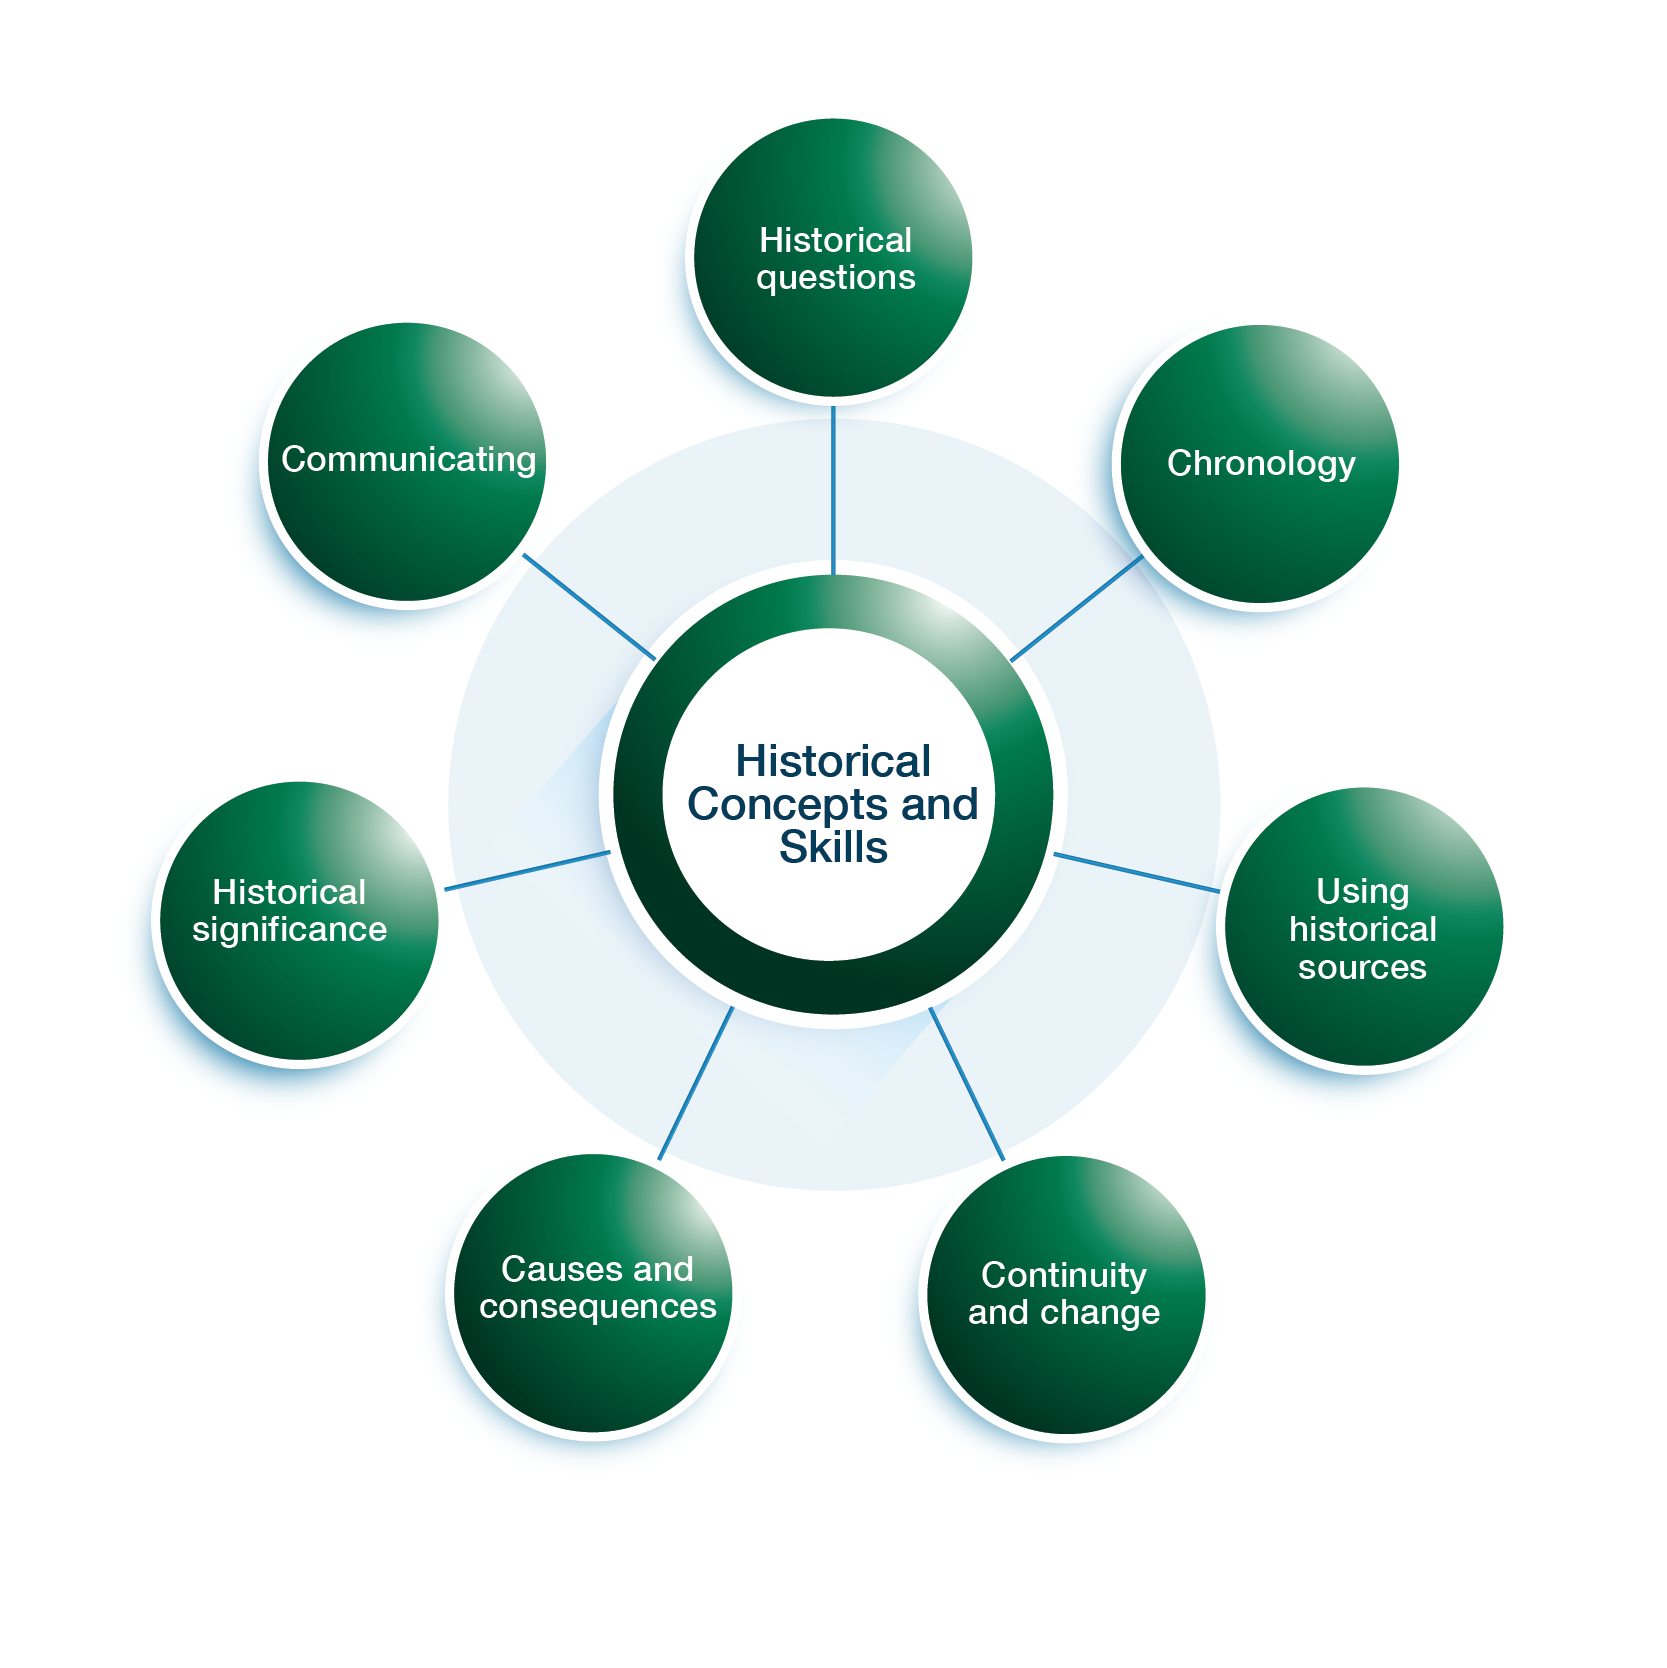 Historical
questions
Communicating
Chronology
Historical
Concepts and
Skills
Historical
significance
Using
historical
sources
Causes and
consequences
Continuity
and change